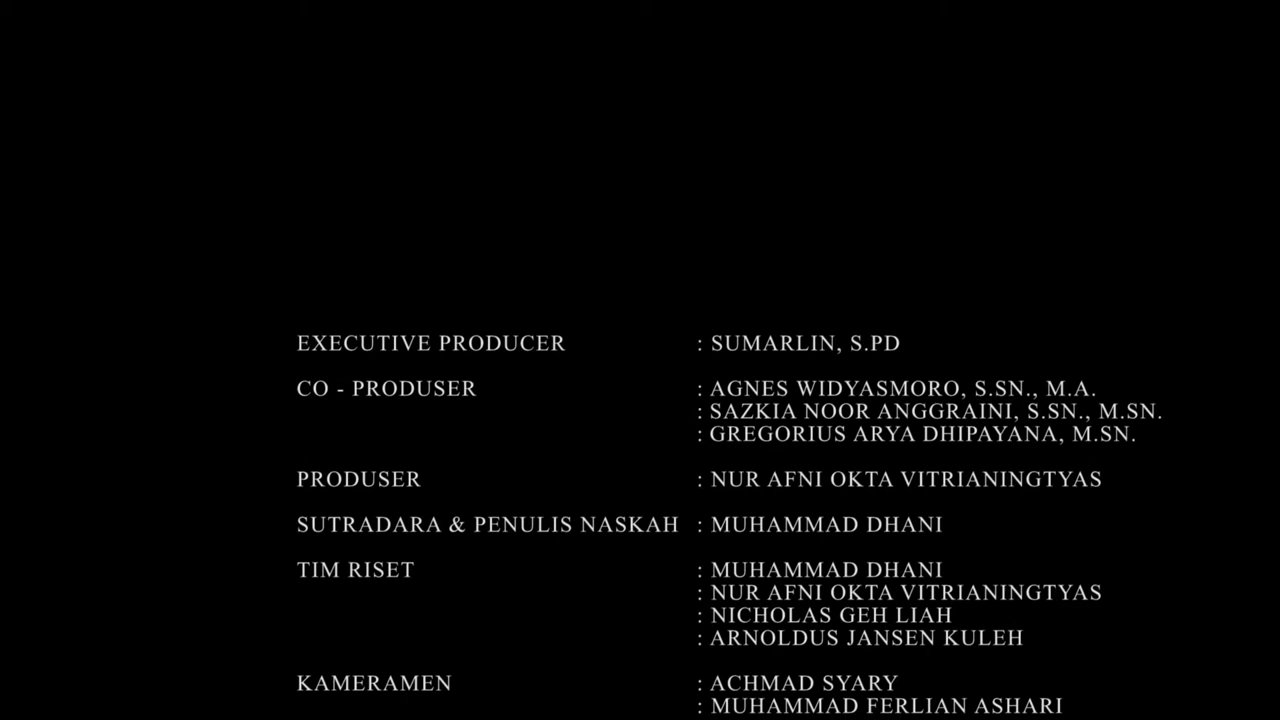 EXECUTIVE PRODUCER : SUMARLIN, S.PD
CO - PRODUSER : AGNES WIDYASMORO, S.SN., M.A.
: SAZKIA NOOR ANGGRAINI, S.SN., M.SN.
: GREGORIUS ARYA DHIPAYANA, M.SN.
PRODUSER : NUR AFNI OKTA VITRIANINGTYAS
SUTRADARA & PENULIS NASKAH : MUHAMMAD DHANI
TIM RISET : MUHAMMAD DHANI
: NUR AFNI OKTA VITRIANINGTYAS
: NICHOLAS GEH LIAH
: ARNOLDUS JANSEN KULEH
KAMERAMEN : ACHMAD SYARY
: MUHAMMAD FERLIAN ASHARI